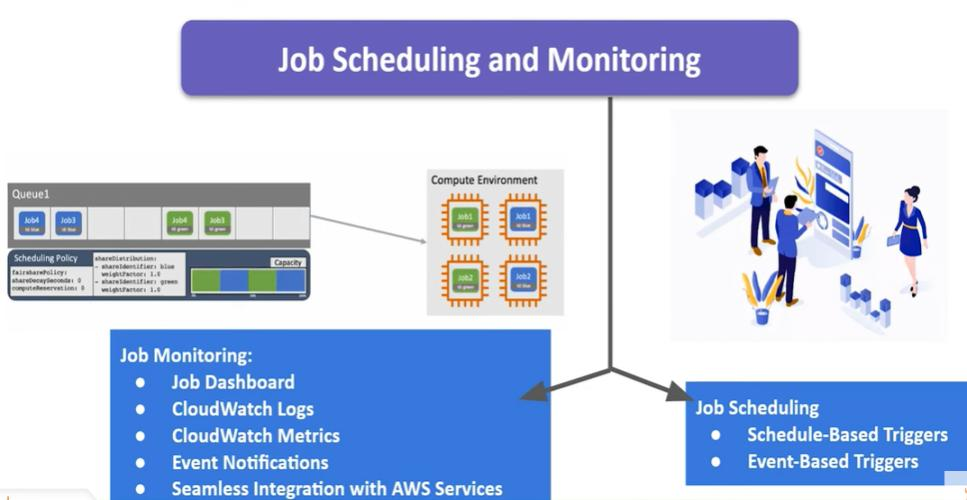 Job Scheduling and Monitoring
Queue1
Job4
Job3
Job4
Job3
Scheduling Policy
fairsharePolicy:
shareDecaySeconds: 0
computeReservation: 0
shareDistribution:
- shareIdentifier: blue
weightFactor: 1.0
- shareIdentifier: green
weightFactor: 1.0
Capacity
Compute Environment
Job1
Job1
Job2
Job2
Job Monitoring:
● Job Dashboard
● CloudWatch Logs
● CloudWatch Metrics
● Event Notifications
● Seamless Integration with AWS Services
Job Scheduling
● Schedule-Based Triggers
● Event-Based Triggers